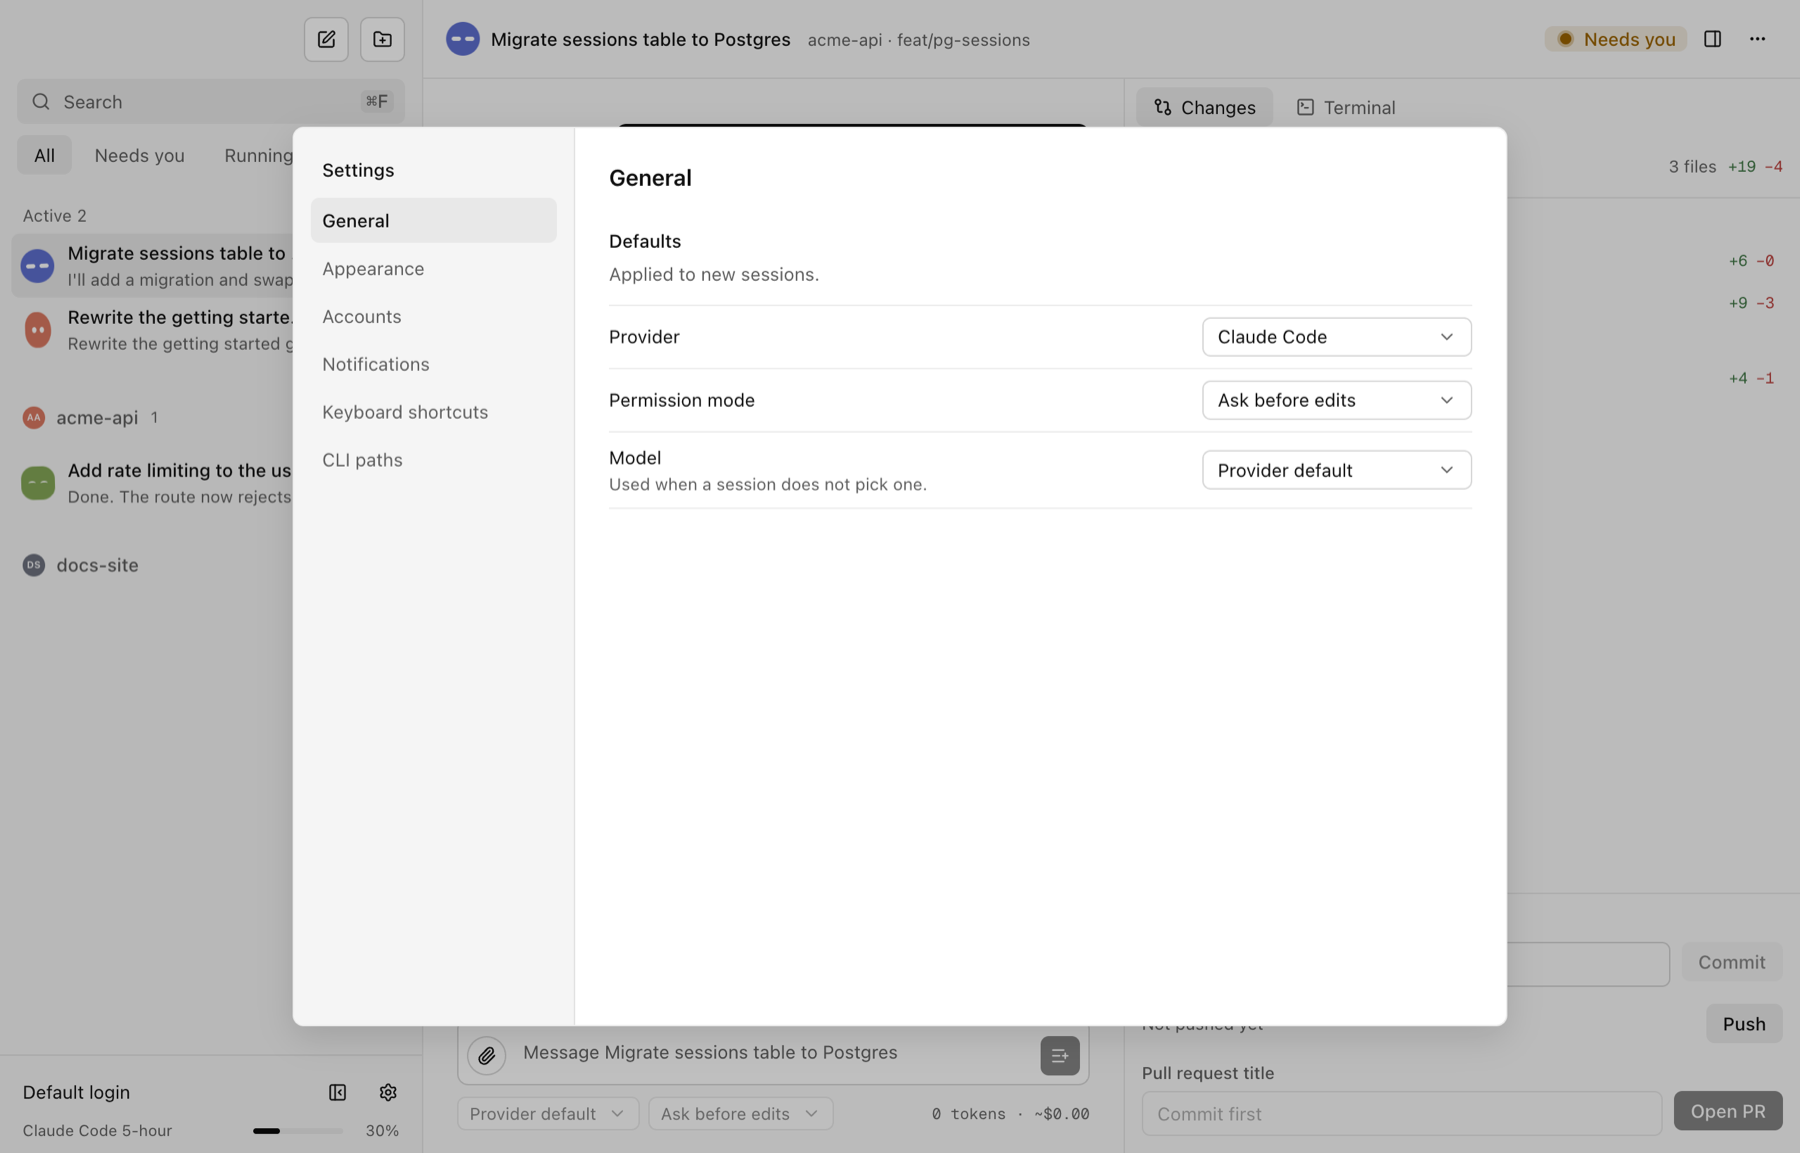 Migrate sessions table to Postgres acme-api · feat/pg-sessions
Needs you
Search ⌘F
All Needs you Running
Active 2
Migrate sessions table to
I'll add a migration and swap
Rewrite the getting starte...
Rewrite the getting started g
AA acme-api 1
Add rate limiting to the us
Done. The route now rejects
DS docs-site
Default login
Claude Code 5-hour 30%
Settings
General
Appearance
Accounts
Notifications
Keyboard shortcuts
CLI paths
General
Defaults
Applied to new sessions.
Provider Claude Code
Permission mode Ask before edits
Model
Used when a session does not pick one.
Provider default
Message Migrate sessions table to Postgres
Provider default Ask before edits 0 tokens · ~$0.00
Changes Terminal
3 files +19 −4
+6 −0
+9 −3
+4 −1
Commit
Not pushed yet
Push
Pull request title
Commit first Open PR